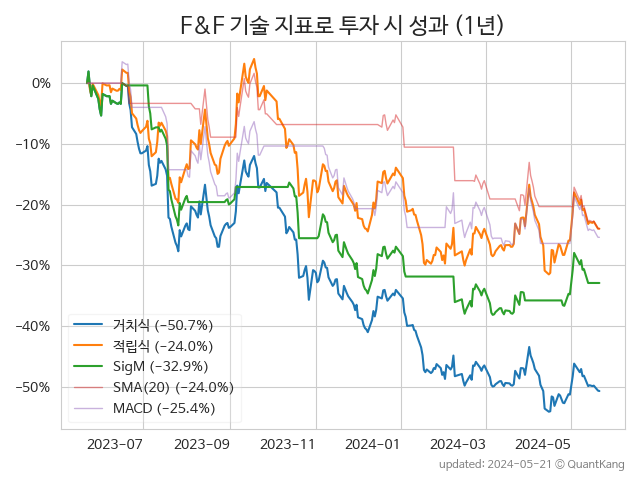 F&F 기술 지표로 투자 시 성과 (1년)
0%
−10%
−20%
−30%
−40%
−50%
거치식 (−50.7%)
적립식 (−24.0%)
SigM (−32.9%)
SMA(20) (−24.0%)
MACD (−25.4%)
2023−07 2023−09 2023−11 2024−01 2024−03 2024−05
updated: 2024−05−21 © QuantKang